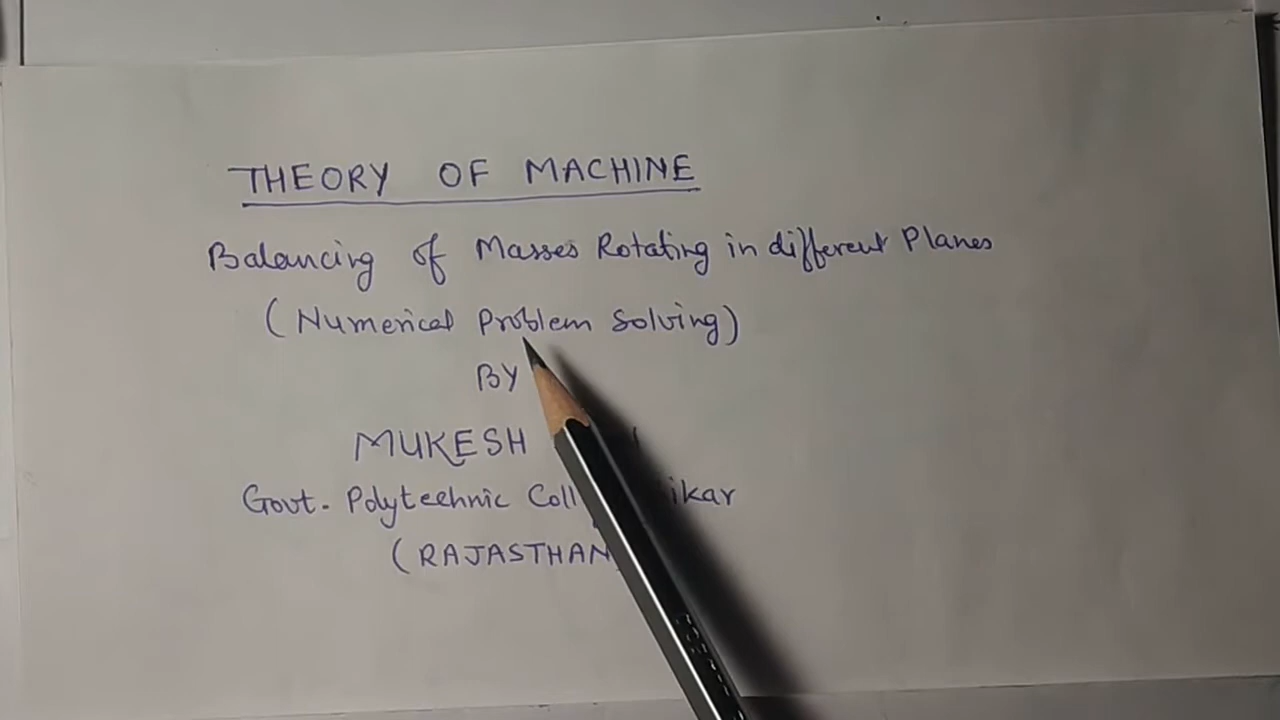 THEORY OF MACHINE
Balancing of Masses Rotating in different Planes
(Numerical Problem Solving)
BY
MUKESH
Govt. Polytechnic
(RAJASTHAN